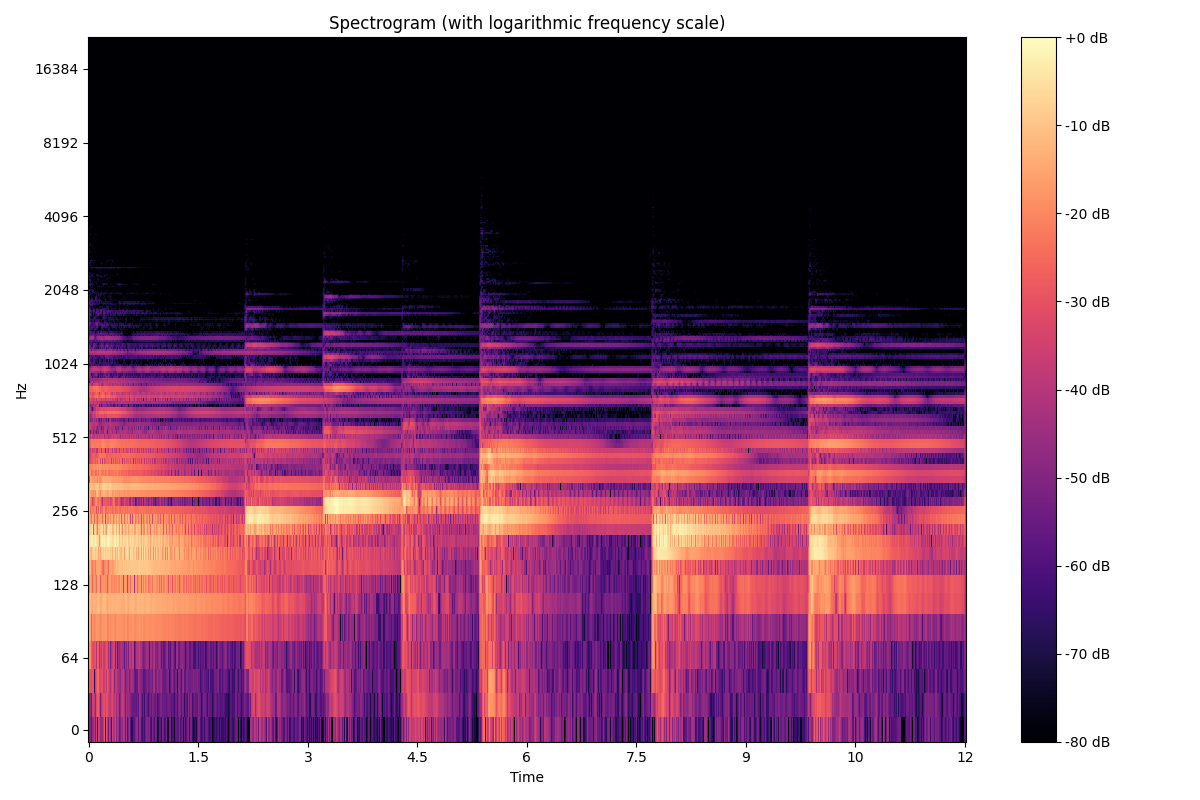 Spectrogram (with logarithmic frequency scale)
Hz
16384
8192
4096
2048
1024
512
256
128
64
0
0 1.5 3 4.5 6 7.5 9 10 12
Time
+0 dB
-10 dB
-20 dB
-30 dB
-40 dB
-50 dB
-60 dB
-70 dB
-80 dB